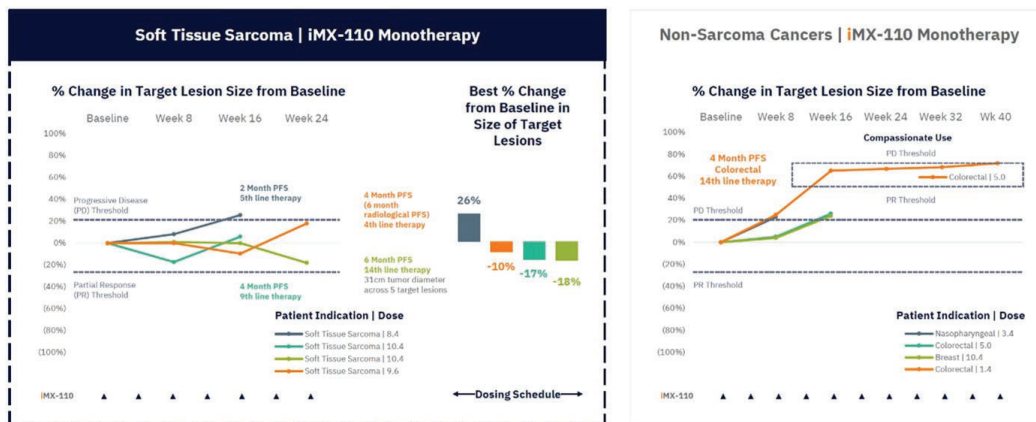 Soft Tissue Sarcoma | iMX-110 Monotherapy
% Change in Target Lesion Size from Baseline
Baseline Week 8 Week 16 Week 24
100%
80%
60%
40%
20%
0%
(20%)
(40%)
(60%)
(80%)
(100%)
Progressive Disease
(PD) Threshold
Partial Response
(PR) Threshold
2 Month PFS
5th line therapy
4 Month PFS
9th line therapy
4 Month PFS
(6 month
radiological PFS)
4th line therapy
6 Month PFS
14th line therapy
31cm tumor diameter
across 5 target lesions
Patient Indication | Dose
Soft Tissue Sarcoma | 8.4
Soft Tissue Sarcoma | 10.4
Soft Tissue Sarcoma | 10.4
Soft Tissue Sarcoma | 9.6
Best % Change
from Baseline in
Size of Target
Lesions
26%
-10%
-17%
-18%
iMX-110
Dosing Schedule
Non-Sarcoma Cancers | iMX-110 Monotherapy
% Change in Target Lesion Size from Baseline
Baseline Week 8 Week 16 Week 24 Week 32 Wk 40
100%
80%
60%
40%
20%
0%
(20%)
(40%)
(60%)
(80%)
(100%)
4 Month PFS
Colorectal
14th line therapy
Compassionate Use
PD Threshold
Colorectal | 5.0
PR Threshold
PD Threshold
PR Threshold
Patient Indication | Dose
Nasopharyngeal | 3.4
Colorectal | 5.0
Breast | 10.4
Colorectal | 1.4
iMX-110